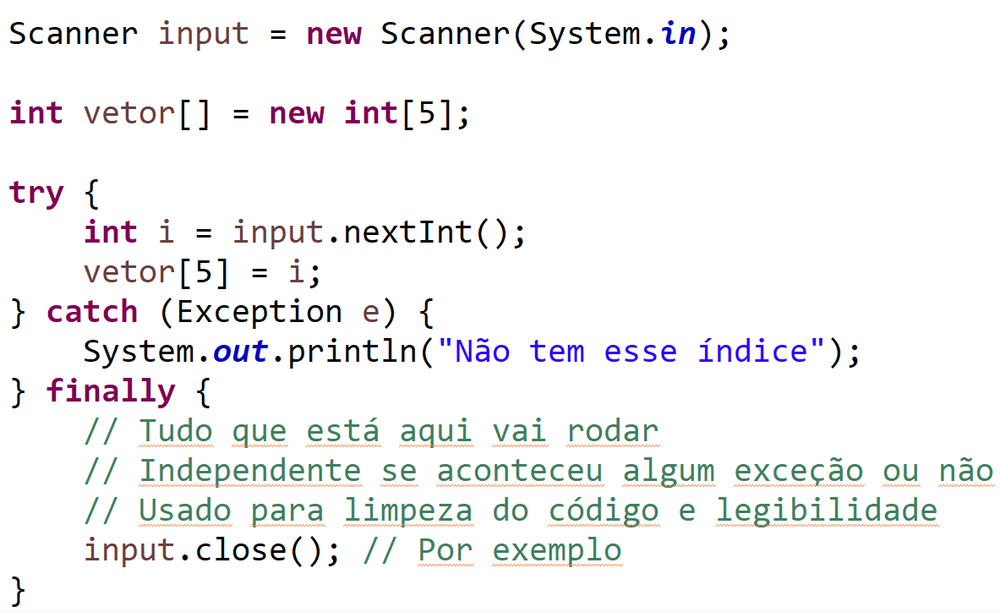 Scanner input = new Scanner(System.in);
int vetor[] = new int[5];
try {
    int i = input.nextInt();
    vetor[5] = i;
} catch (Exception e) {
    System.out.println("Não tem esse índice");
} finally {
    // Tudo que está aqui vai rodar
    // Independente se aconteceu algum exceção ou não
    // Usado para limpeza do código e legibilidade
    input.close(); // Por exemplo
}